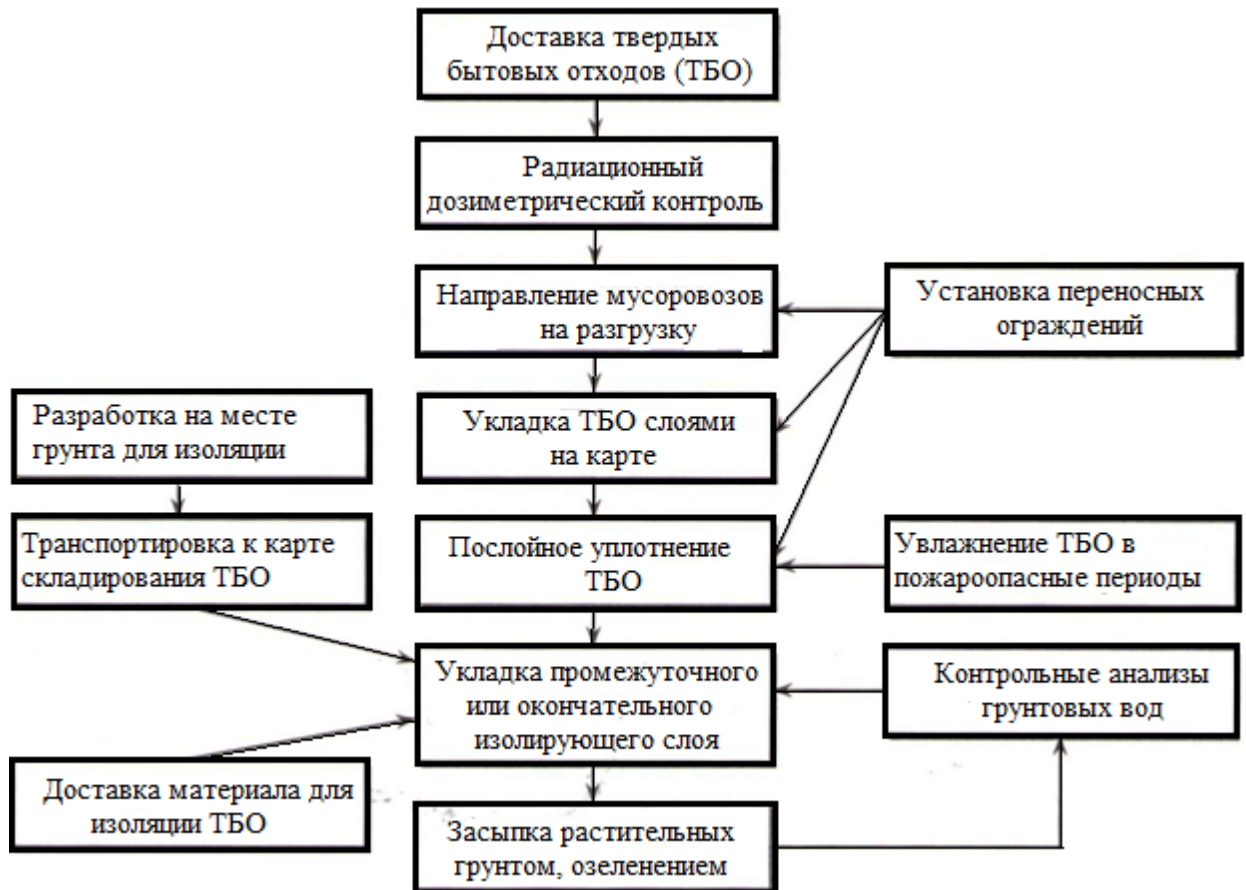 Доставка твердых
бытовых отходов (ТБО)
Радиационный
дозиметрический контроль
Направление мусоровозов
на разгрузку
Установка переносных
ограждений
Разработка на месте
грунта для изоляции
Укладка ТБО слоями
на карте
Транспортировка к карте
складирования ТБО
Послойное уплотнение
ТБО
Увлажнение ТБО в
пожароопасные периоды
Укладка промежуточного
или окончательного
изолирующего слоя
Контрольные анализы
грунтовых вод
Доставка материала для
изоляции ТБО
Засыпка растительных
грунтом, озеленением